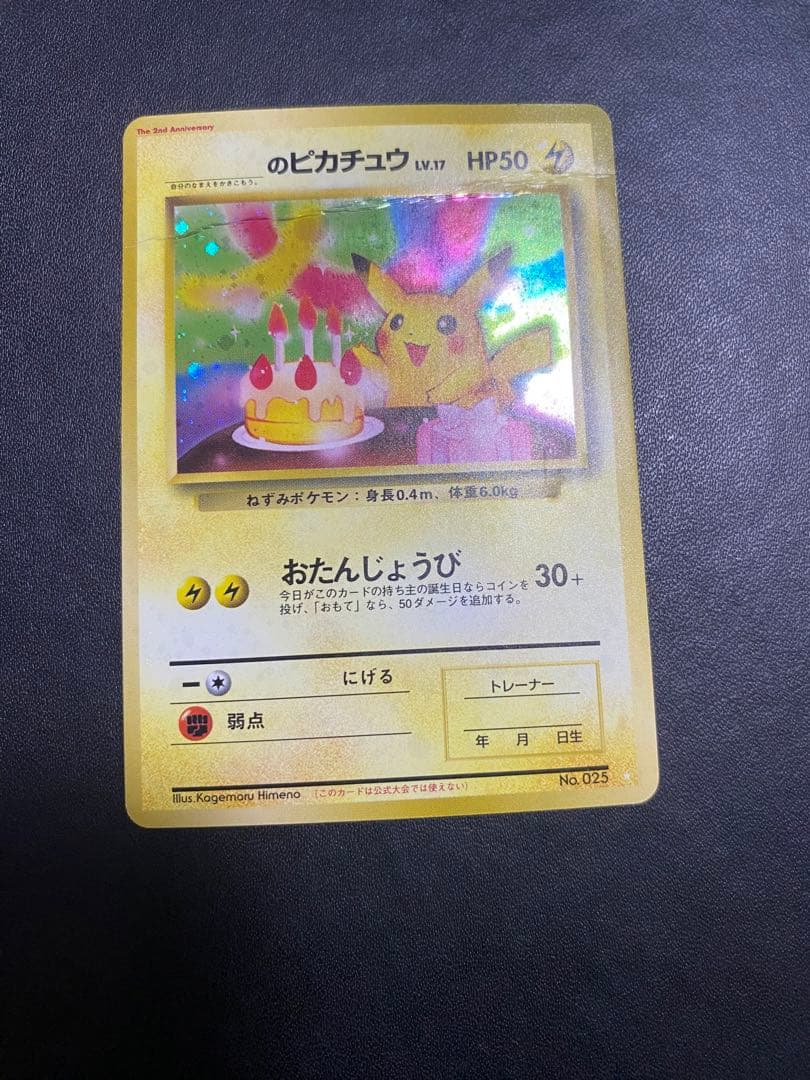 The 2nd Anniversary
のピカチュウ LV.17 HP50
自分のなまえをかきこもう。
ねずみポケモン：身長0.4m、体重6.0kg
おたんじょうび 30+
今日がこのカードの持ち主の誕生日ならコインを
投げ、「おもて」なら、50ダメージを追加する。
にげる
弱点
トレーナー
年 月 日生
Illus.Kagemaru Himeno (このカードは公式大会では使えない) No. 025